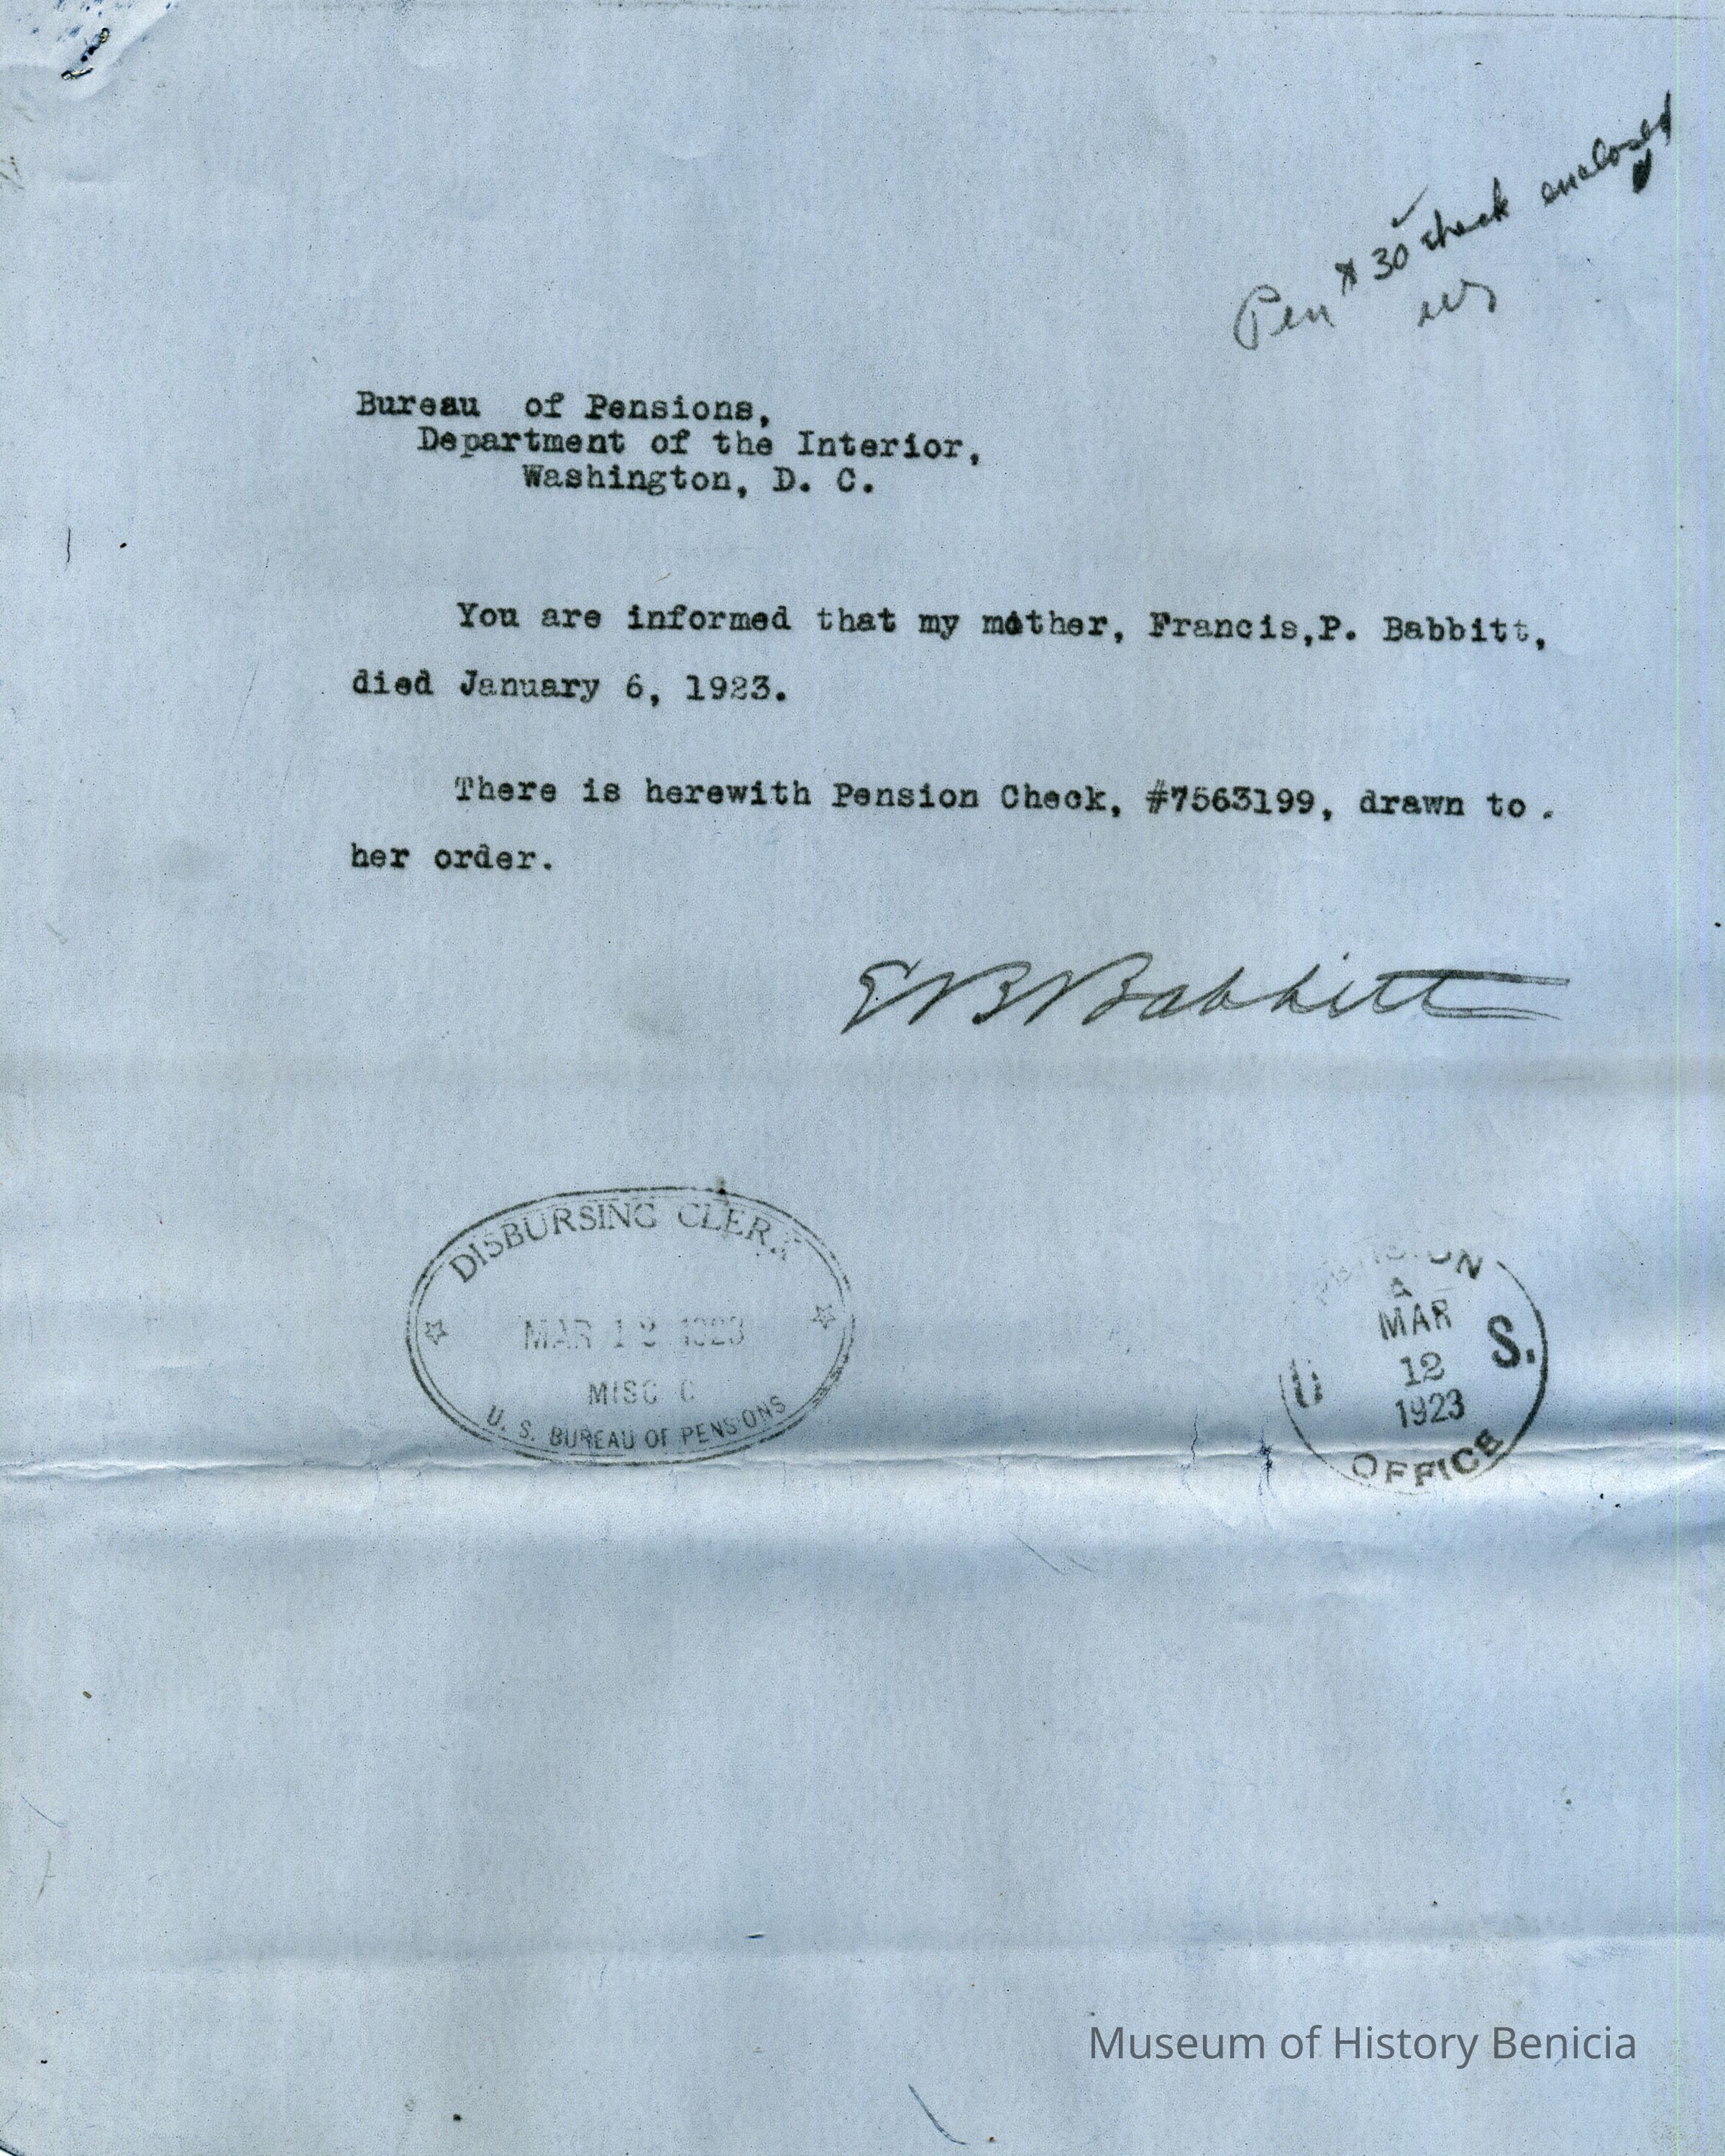 Pen $30 check enclosed
Bureau of Pensions,
Department of the Interior,
Washington, D. C.
You are informed that my mother, Francis,P. Babbitt,
died January 6, 1923.
There is herewith Pension Check, #7563199, drawn to .
her order.
E B Babbitt
DISBURSING CLERK
MAR 12 1923
MISC C
U. S. BUREAU OF PENSIONS
PENSION
A
MAR
U S.
12
1923
OFFICE
Museum of History Benicia